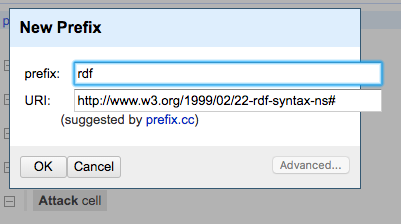 New Prefix
prefix: rdf
URI: http://www.w3.org/1999/02/22-rdf-syntax-ns#
(suggested by prefix.cc)
OK Cancel Advanced...
Attack cell